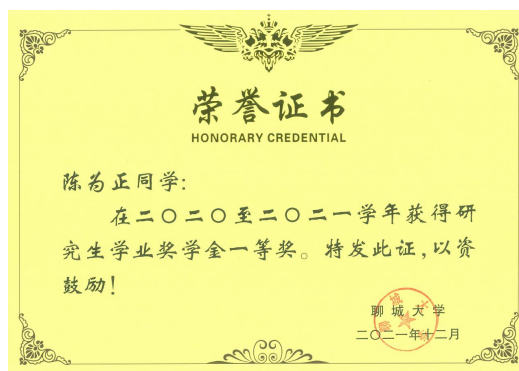 荣誉证书
HONORARY CREDENTIAL
陈为正同学:
在二〇二〇至二〇二一学年获得研
究生学业奖学金一等奖。特发此证,以资
鼓励!
聊城大学
二〇二一年十二月